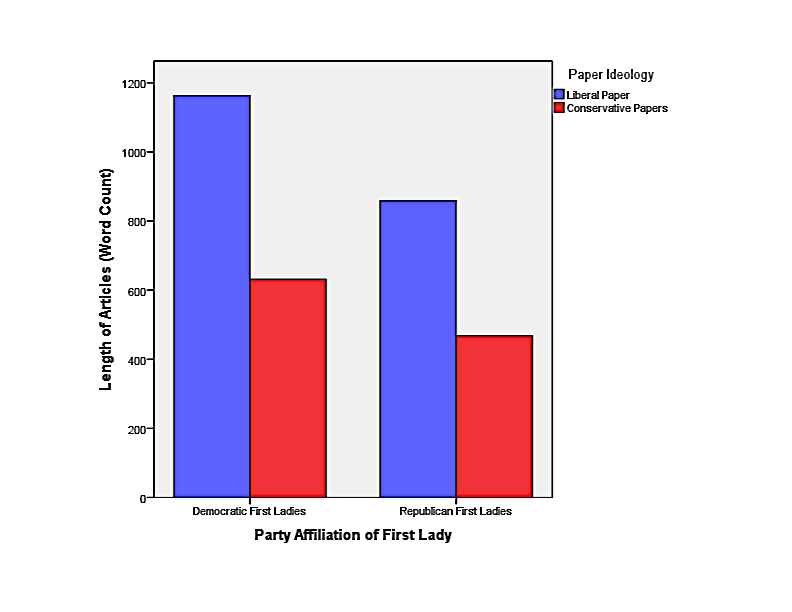 Paper Ideology
Liberal Paper
Conservative Papers
Length of Articles (Word Count)
1200
1000
800
600
400
200
0
Democratic First Ladies
Republican First Ladies
Party Affiliation of First Lady